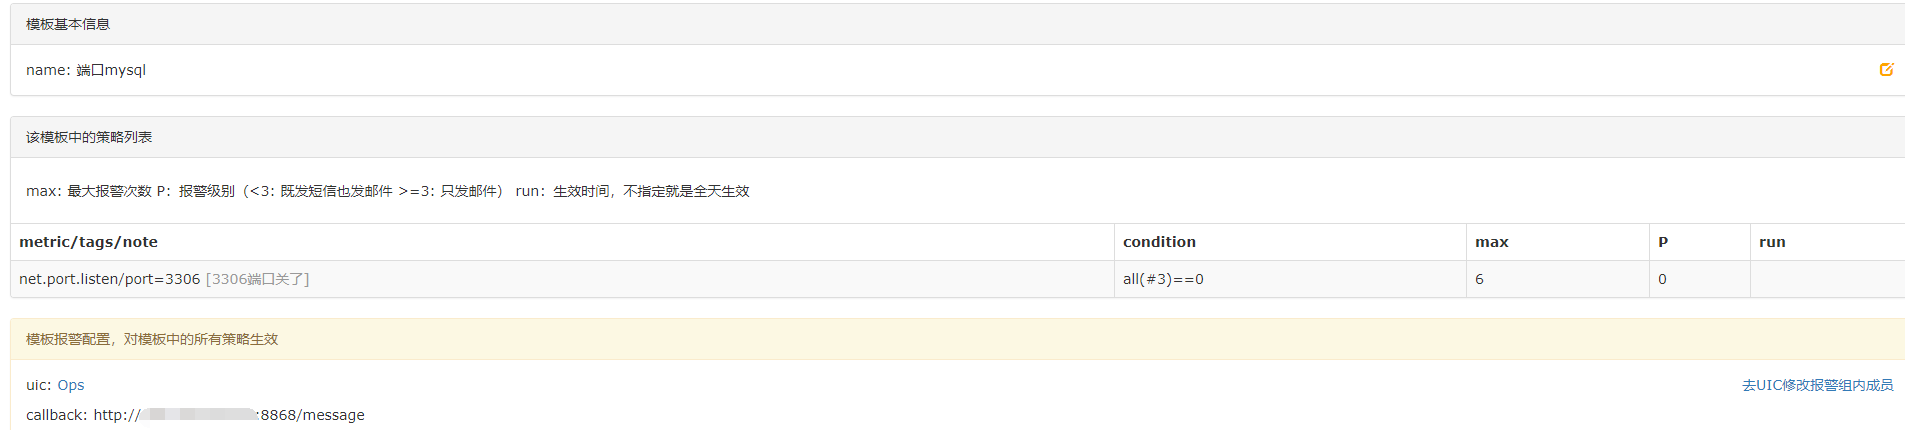 模板基本信息
name: 端口mysql
该模板中的策略列表
max: 最大报警次数 P：报警级别（<3: 既发短信也发邮件 >=3: 只发邮件） run：生效时间，不指定就是全天生效
metric/tags/note condition max P run
net.port.listen/port=3306 [3306端口关了] all(#3)==0 6 0
模板报警配置，对模板中的所有策略生效
uic: Ops 去UIC修改报警组内成员
callback: http:// :8868/message